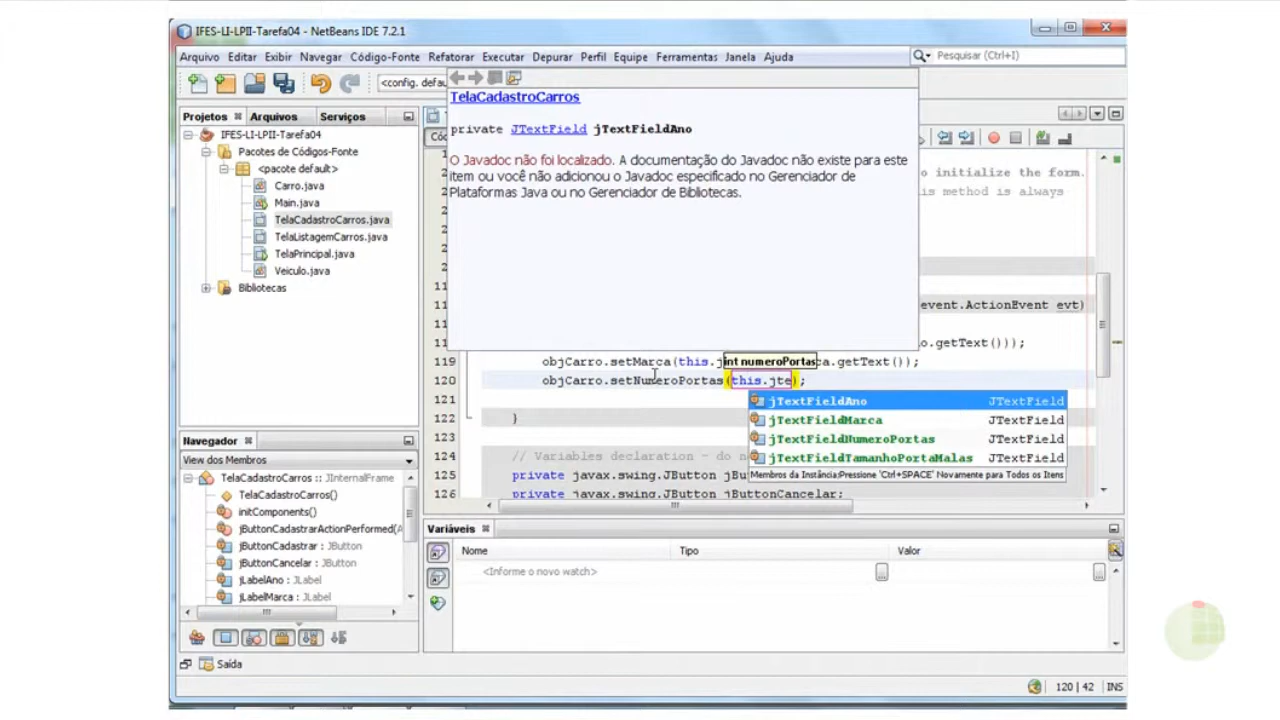 IFES-LI-LPII-Tarefa04 - NetBeans IDE 7.2.1
Arquivo Editar Exibir Navegar Código-Fonte Refatorar Executar Depurar Perfil Equipe Ferramentas Janela Ajuda
Pesquisar (Ctrl+I)
<config. defau
Projetos Arquivos Serviços
IFES-LI-LPII-Tarefa04
Pacotes de Códigos-Fonte
<pacote default>
Carro.java
Main.java
TelaCadastroCarros.java
TelaListagemCarros.java
TelaPrincipal.java
Veiculo.java
Bibliotecas
TelaCadastroCarros
private JTextField jTextFieldAno
O Javadoc não foi localizado. A documentação do Javadoc não existe para este
item ou você não adicionou o Javadoc especificado no Gerenciador de
Plataformas Java ou no Gerenciador de Bibliotecas.
o initialize the form.
is method is always
event.ActionEvent evt)
o.getText()));
119 objCarro.setMarca(this.j
int numeroPortas
ca.getText());
120 objCarro.setNumeroPortas(this.jte);
121
122 }
123
124 // Variables declaration - do n
125 private javax.swing.JButton jBu
126 private javax.swing.JButton jButtonCancelar;
jTextFieldAno JTextField
jTextFieldMarca JTextField
jTextFieldNumeroPortas JTextField
jTextFieldTamanhoPortaMalas JTextField
Membros da Instância;Pressione 'Ctrl+SPACE' Novamente para Todos os Itens
Navegador
View dos Membros
TelaCadastroCarros :: JInternalFrame
TelaCadastroCarros()
initComponents()
jButtonCadastrarActionPerformed(A
jButtonCadastrar : JButton
jButtonCancelar : JButton
jLabelAno : JLabel
jLabelMarca : JLabel
Variáveis
Nome Tipo Valor
<Informe o novo watch>
Saída
120 | 42 INS